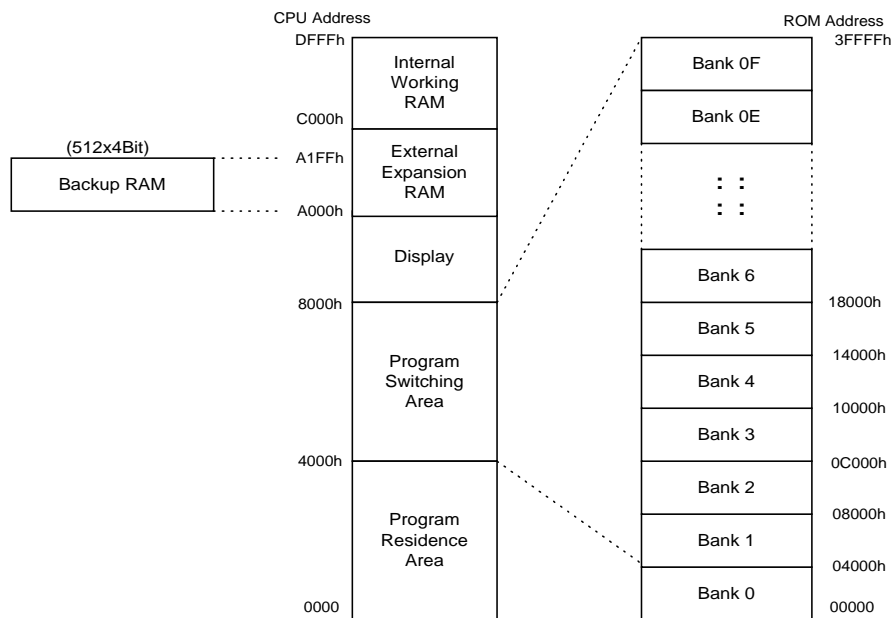 CPU Address
DFFFh
Internal
Working
RAM
C000h
(512x4Bit)
Backup RAM
A1FFh
A000h
External
Expansion
RAM
Display
8000h
Program
Switching
Area
4000h
Program
Residence
Area
0000
ROM Address
3FFFFh
Bank 0F
Bank 0E
: :
: :
Bank 6
18000h
Bank 5
14000h
Bank 4
10000h
Bank 3
0C000h
Bank 2
08000h
Bank 1
04000h
Bank 0
00000